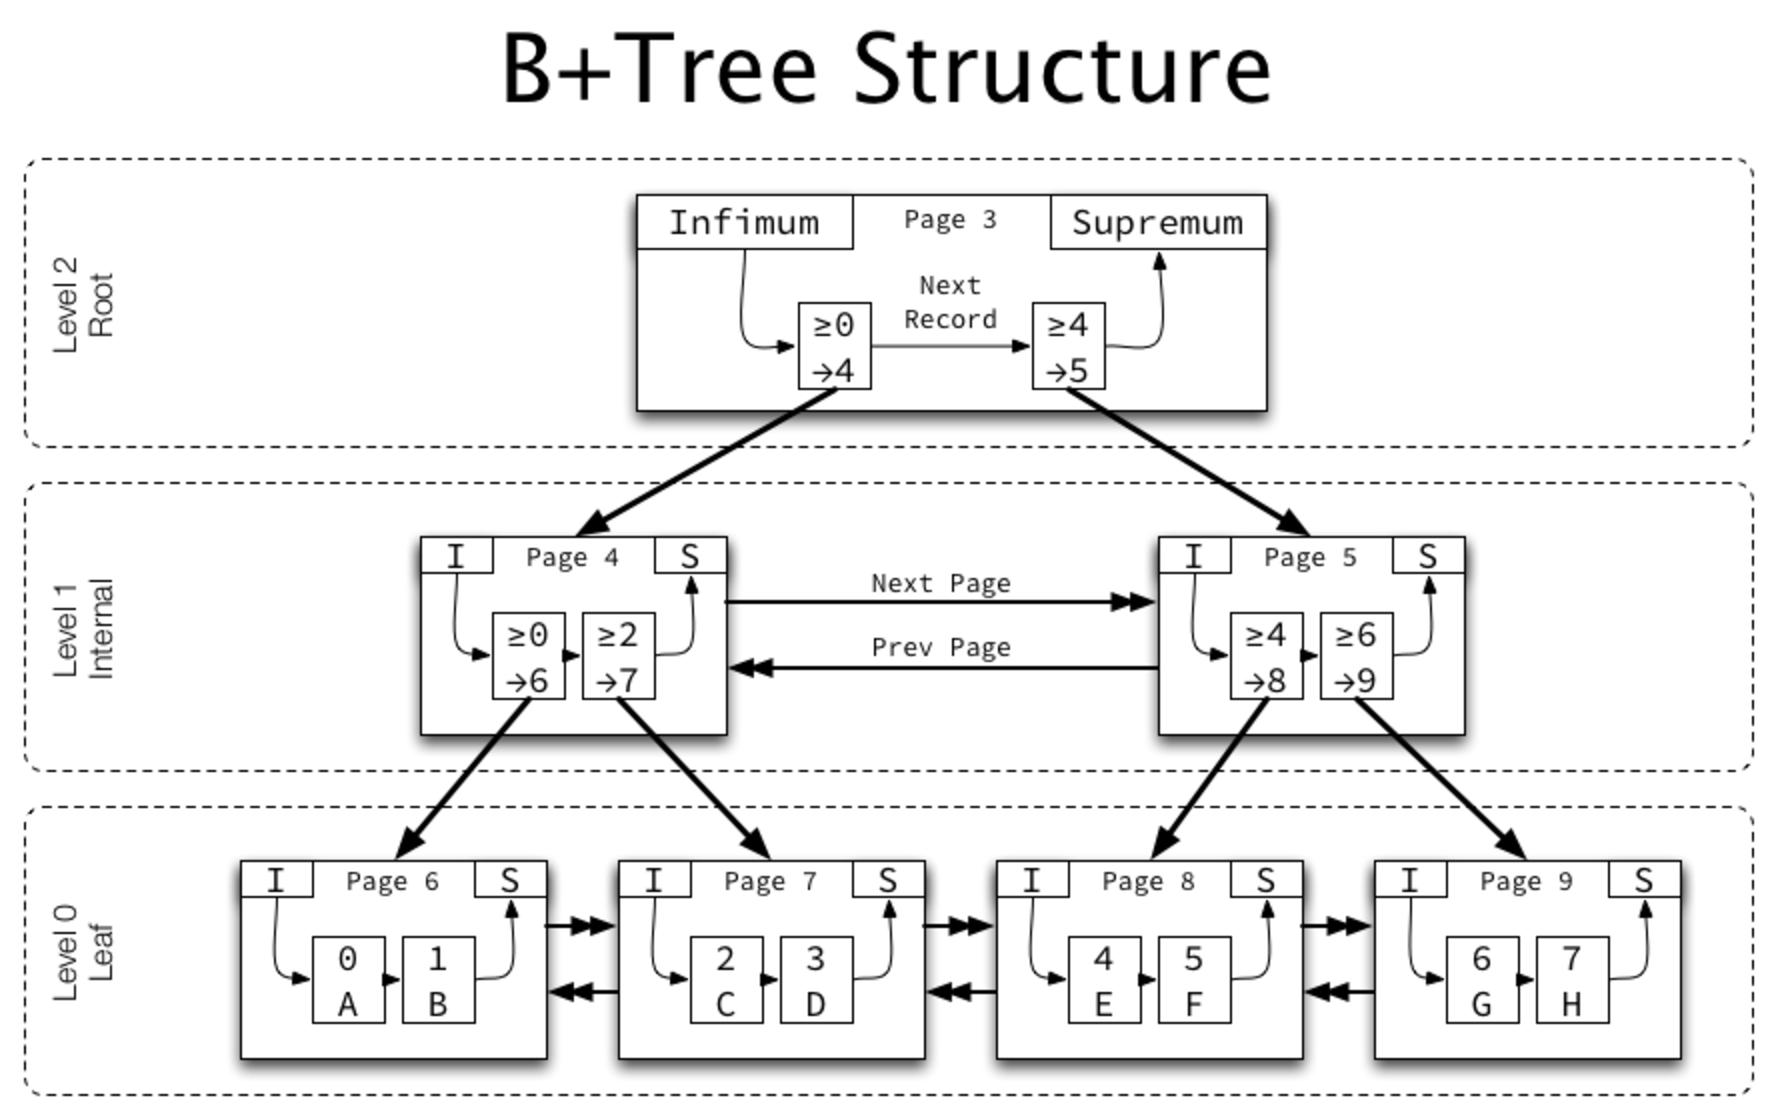 B+Tree Structure
Level 2
Root
Infimum
Page 3
Supremum
Next
Record
≥0
→4
≥4
→5
Level 1
Internal
I
Page 4
S
≥0
→6
≥2
→7
Next Page
Prev Page
I
Page 5
S
≥4
→8
≥6
→9
Level 0
Leaf
I
Page 6
S
0
A
1
B
I
Page 7
S
2
C
3
D
I
Page 8
S
4
E
5
F
I
Page 9
S
6
G
7
H